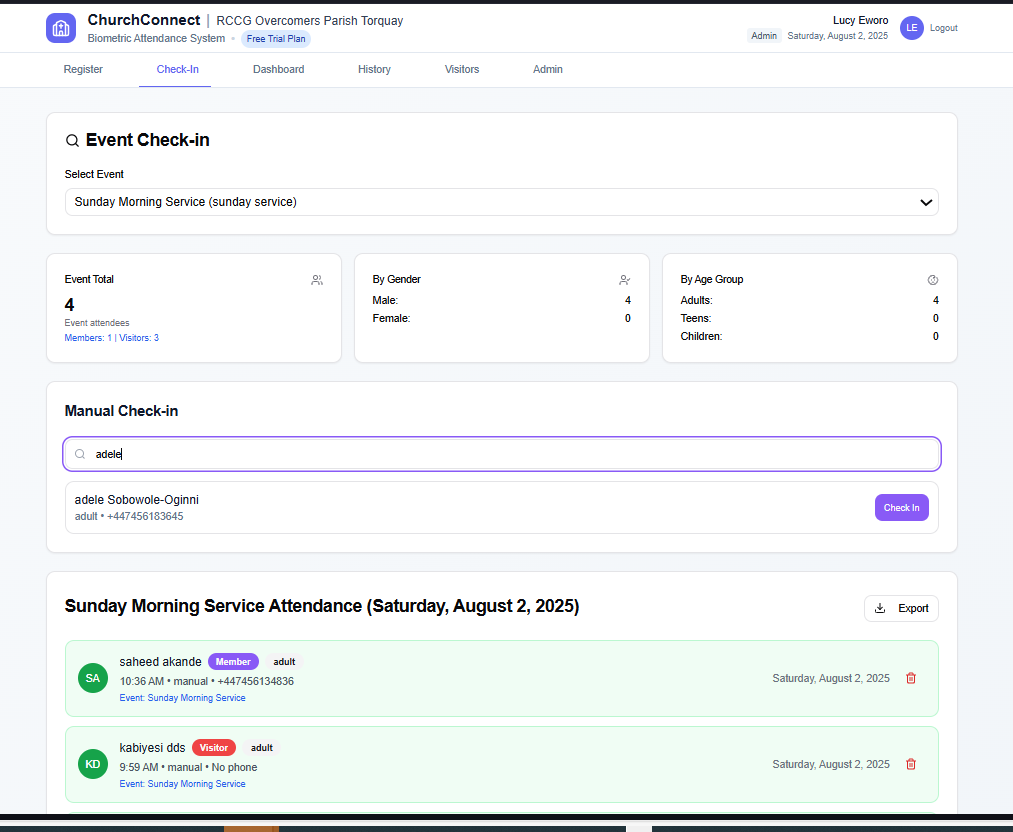 ChurchConnect | RCCG Overcomers Parish Torquay
Biometric Attendance System • Free Trial Plan
Lucy Eworo
Admin Saturday, August 2, 2025
LE
Logout
Register Check-In Dashboard History Visitors Admin
Event Check-in
Select Event
Sunday Morning Service (sunday service)
Event Total
4
Event attendees
Members: 1 | Visitors: 3
By Gender
Male: 4
Female: 0
By Age Group
Adults: 4
Teens: 0
Children: 0
Manual Check-in
adele
adele Sobowole-Oginni
adult • +447456183645
Check In
Sunday Morning Service Attendance (Saturday, August 2, 2025)
Export
SA
saheed akande Member adult
10:36 AM • manual • +447456134836
Event: Sunday Morning Service
Saturday, August 2, 2025
KD
kabiyesi dds Visitor adult
9:59 AM • manual • No phone
Event: Sunday Morning Service
Saturday, August 2, 2025